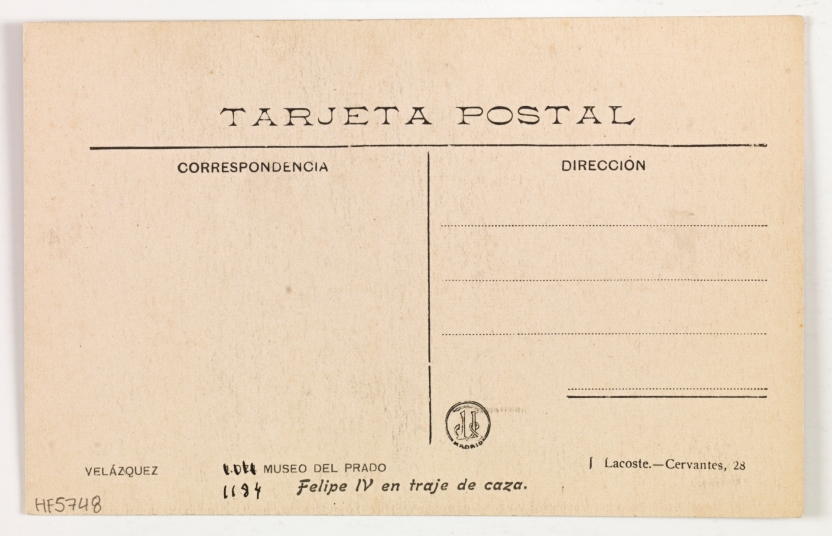 TARJETA POSTAL
CORRESPONDENCIA
DIRECCIÓN
MADRID
VELÁZQUEZ
MUSEO DEL PRADO
1184
Felipe IV en traje de caza.
J Lacoste.—Cervantes, 28
HF5748